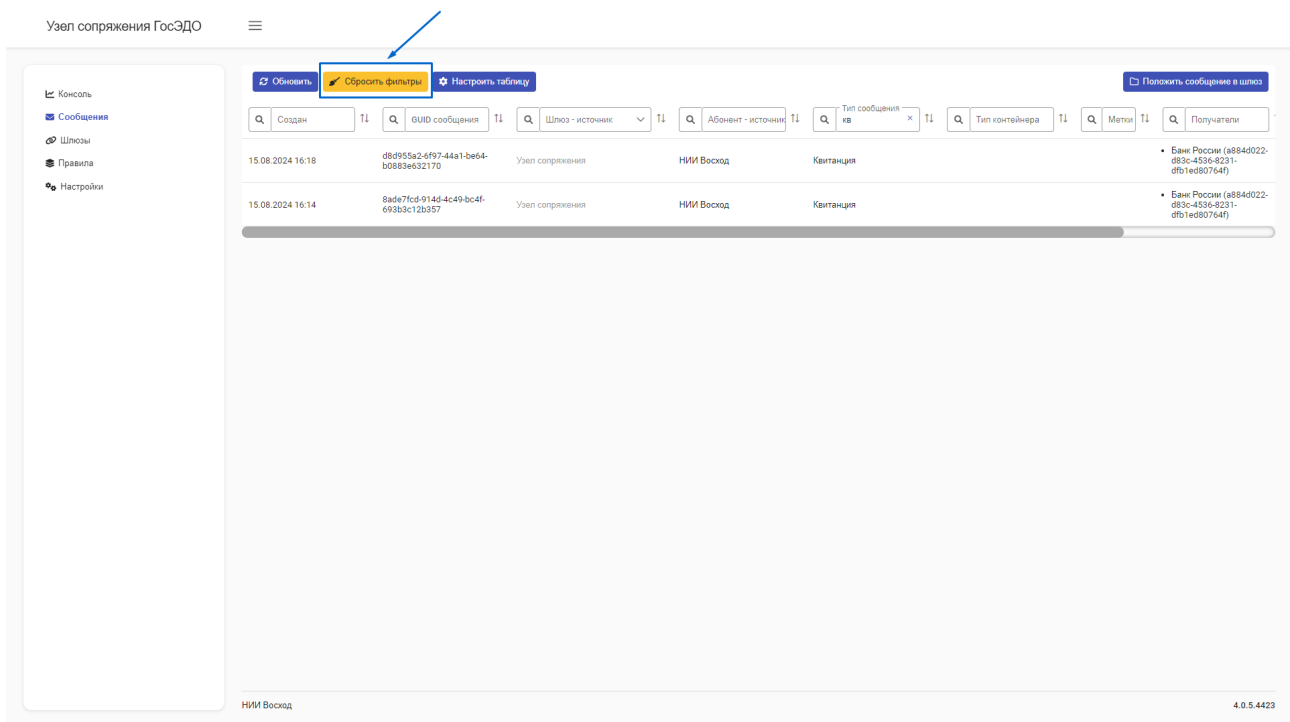 Узел сопряжения ГосЭДО
Консоль
Сообщения
Шлюзы
Правила
Настройки
Обновить Сбросить фильтры Настроить таблицу Положить сообщение в шлюз
Тип сообщения
Создан GUID сообщения Шлюз - источник Абонент - источник кв Тип контейнера Метки Получатели
15.08.2024 16:18 d8d955a2-6f97-44a1-be64-b0883e632170 Узел сопряжения НИИ Восход Квитанция Банк России (a884d022-d83c-4536-8231-dfb1ed80764f)
15.08.2024 16:14 8ade7fcd-914d-4c49-bc4f-693b3c12b357 Узел сопряжения НИИ Восход Квитанция Банк России (a884d022-d83c-4536-8231-dfb1ed80764f)
НИИ Восход 4.0.5.4423